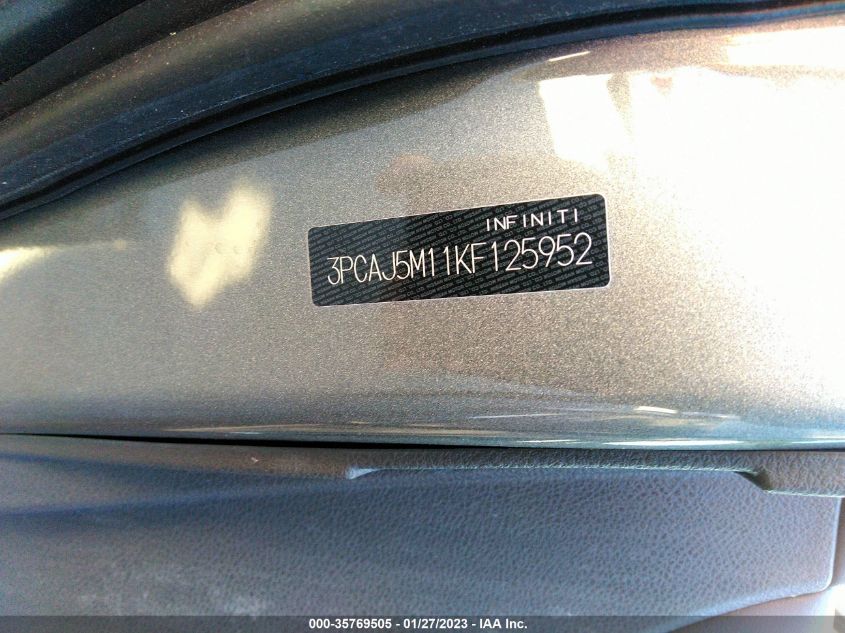 INFINITI
3PCAJ5M11KF125952
000-35769505 - 01/27/2023 - IAA Inc.